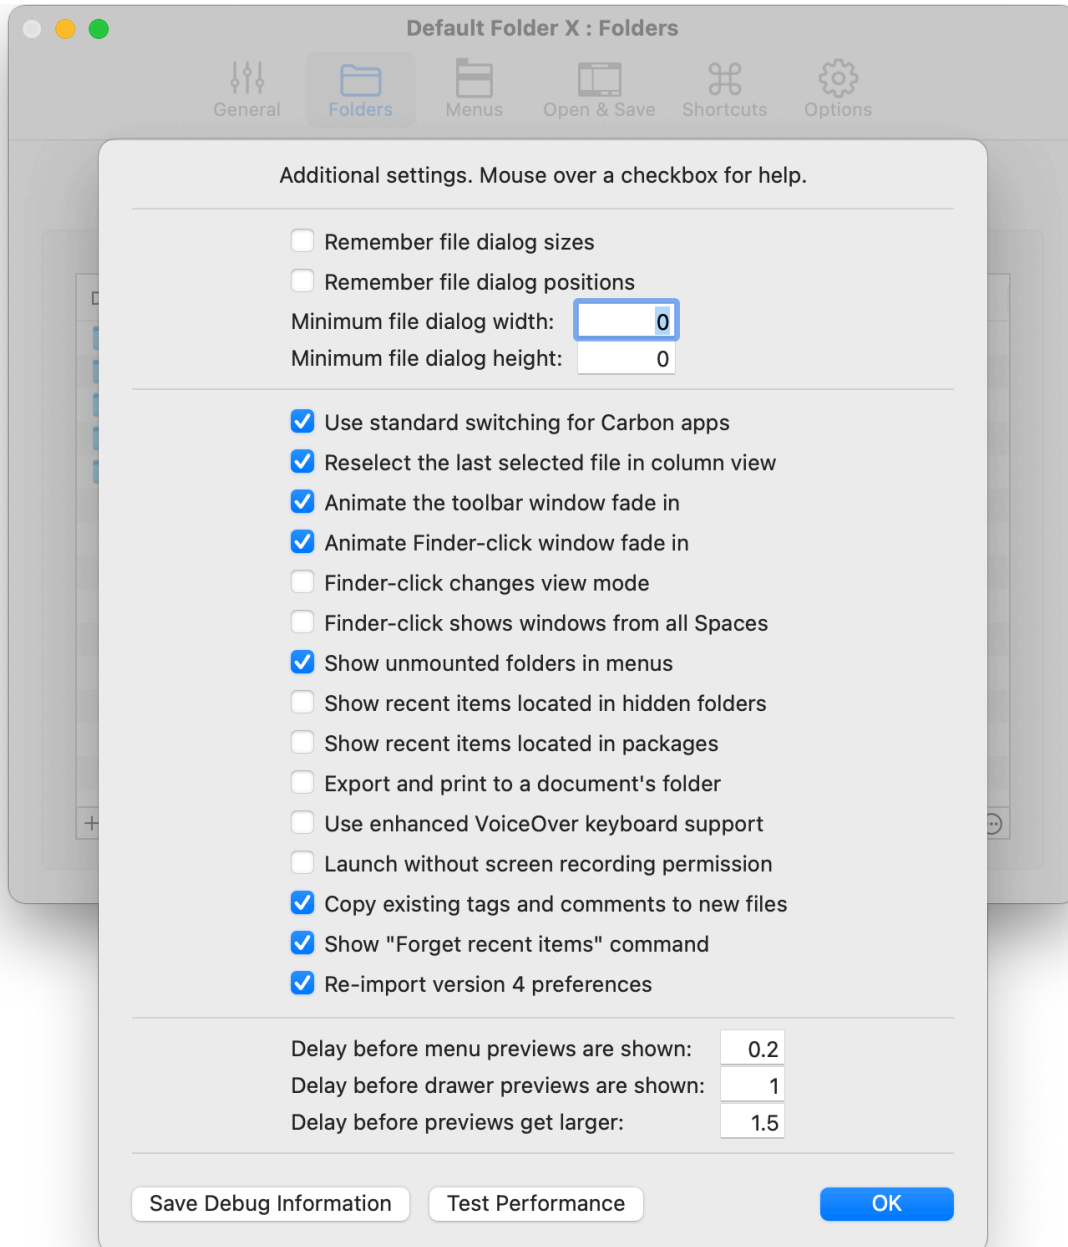 Default Folder X : Folders
General
Folders
Menus
Open & Save
Shortcuts
Options
Additional settings. Mouse over a checkbox for help.
Remember file dialog sizes
Remember file dialog positions
Minimum file dialog width: 0
Minimum file dialog height: 0
Use standard switching for Carbon apps
Reselect the last selected file in column view
Animate the toolbar window fade in
Animate Finder-click window fade in
Finder-click changes view mode
Finder-click shows windows from all Spaces
Show unmounted folders in menus
Show recent items located in hidden folders
Show recent items located in packages
Export and print to a document's folder
Use enhanced VoiceOver keyboard support
Launch without screen recording permission
Copy existing tags and comments to new files
Show "Forget recent items" command
Re-import version 4 preferences
Delay before menu previews are shown: 0.2
Delay before drawer previews are shown: 1
Delay before previews get larger: 1.5
Save Debug Information
Test Performance
OK